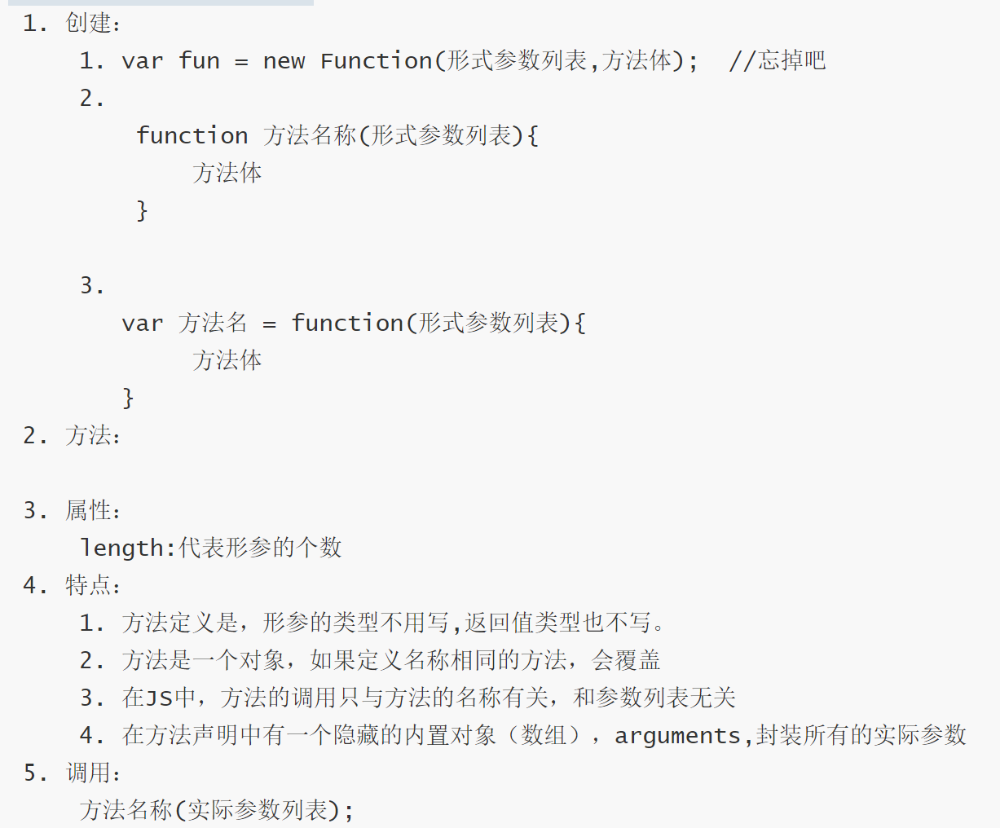 1. 创建：
1. var fun = new Function(形式参数列表,方法体);  //忘掉吧
2.
function 方法名称(形式参数列表){
方法体
}
3.
var 方法名 = function(形式参数列表){
方法体
}
2. 方法：
3. 属性：
length:代表形参的个数
4. 特点：
1. 方法定义是，形参的类型不用写,返回值类型也不写。
2. 方法是一个对象，如果定义名称相同的方法，会覆盖
3. 在JS中，方法的调用只与方法的名称有关，和参数列表无关
4. 在方法声明中有一个隐藏的内置对象（数组），arguments,封装所有的实际参数
5. 调用：
方法名称(实际参数列表);